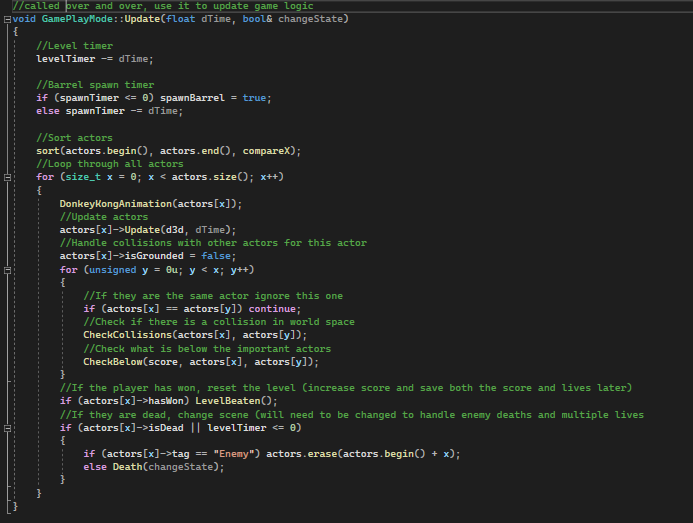 //called over and over, use it to update game logic
void GamePlayMode::Update(float dTime, bool& changeState)
{
//Level timer
levelTimer -= dTime;
//Barrel spawn timer
if (spawnTimer <= 0) spawnBarrel = true;
else spawnTimer -= dTime;
//Sort actors
sort(actors.begin(), actors.end(), compareX);
//Loop through all actors
for (size_t x = 0; x < actors.size(); x++)
{
DonkeyKongAnimation(actors[x]);
//Update actors
actors[x]->Update(d3d, dTime);
//Handle collisions with other actors for this actor
actors[x]->isGrounded = false;
for (unsigned y = 0u; y < x; y++)
{
//If they are the same actor ignore this one
if (actors[x] == actors[y]) continue;
//Check if there is a collision in world space
CheckCollisions(actors[x], actors[y]);
//Check what is below the important actors
CheckBelow(score, actors[x], actors[y]);
}
//If the player has won, reset the level (increase score and save both the score and lives later)
if (actors[x]->hasWon) LevelBeaten();
//If they are dead, change scene (will need to be changed to handle enemy deaths and multiple lives
if (actors[x]->isDead || levelTimer <= 0)
{
if (actors[x]->tag == "Enemy") actors.erase(actors.begin() + x);
else Death(changeState);
}
}
}